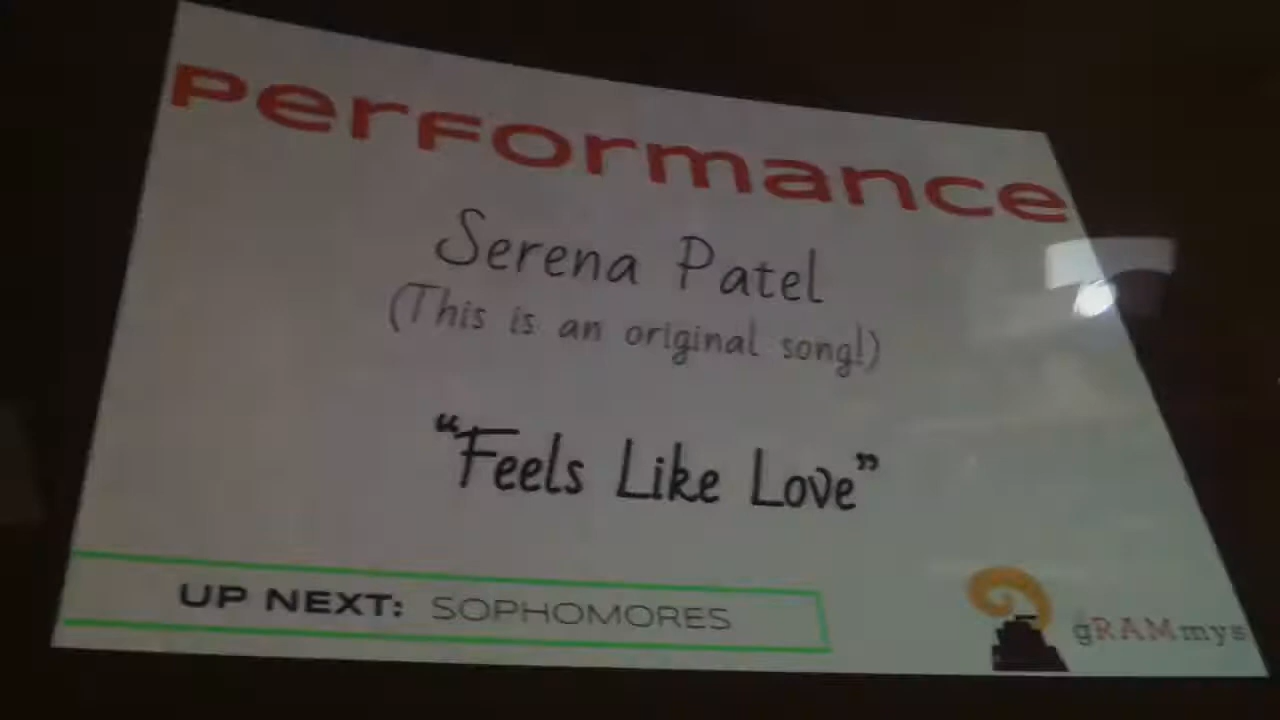 Performance
Serena Patel
(This is an original song!)
"Feels Like Love"
UP NEXT: SOPHOMORES
gRAMmys